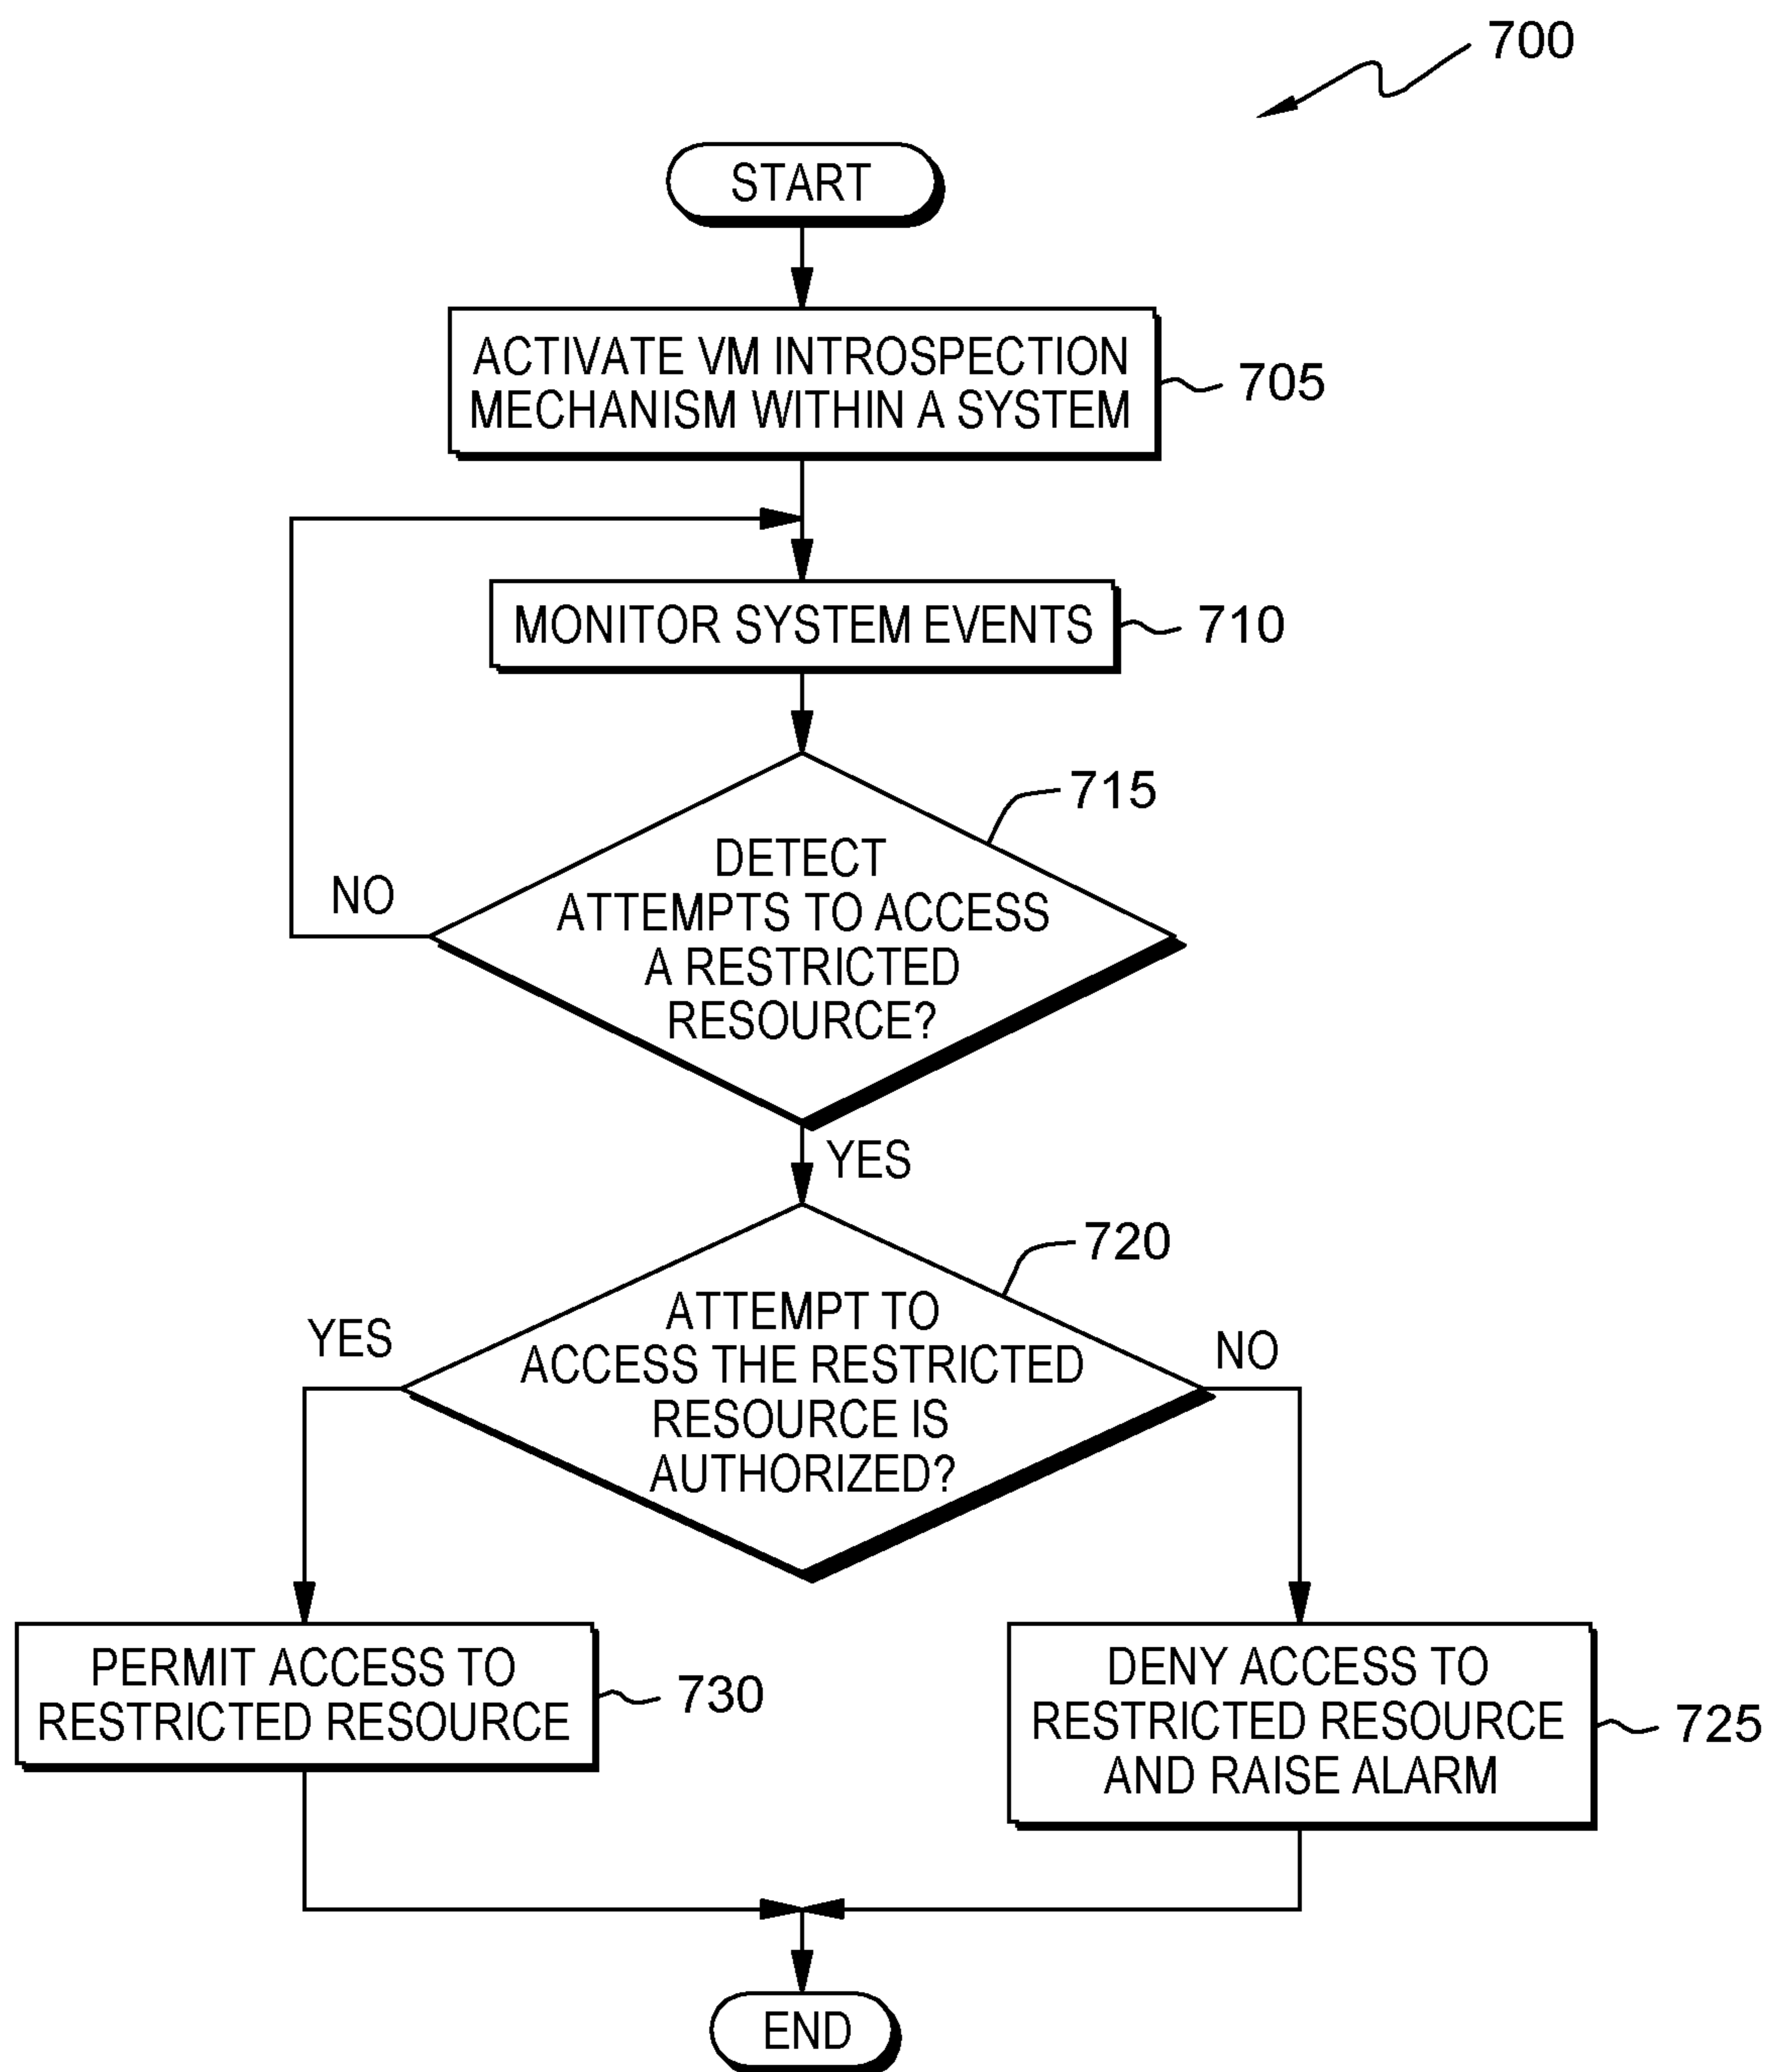 700
START
ACTIVATE VM INTROSPECTION
MECHANISM WITHIN A SYSTEM
705
MONITOR SYSTEM EVENTS
710
715
DETECT
ATTEMPTS TO ACCESS
A RESTRICTED
RESOURCE?
NO
YES
720
ATTEMPT TO
ACCESS THE RESTRICTED
RESOURCE IS
AUTHORIZED?
YES
NO
PERMIT ACCESS TO
RESTRICTED RESOURCE
730
DENY ACCESS TO
RESTRICTED RESOURCE
AND RAISE ALARM
725
END